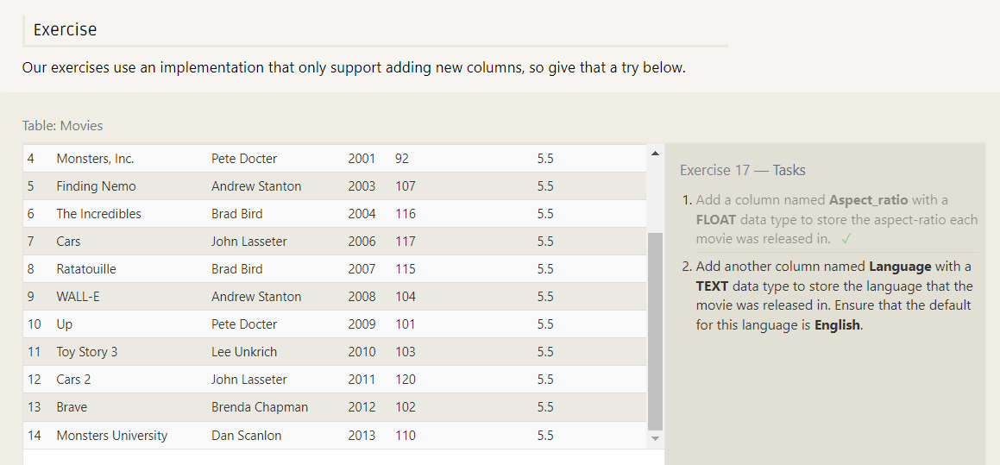 Exercise
Our exercises use an implementation that only support adding new columns, so give that a try below.
Table: Movies
4 Monsters, Inc. Pete Docter 2001 92 5.5
5 Finding Nemo Andrew Stanton 2003 107 5.5
6 The Incredibles Brad Bird 2004 116 5.5
7 Cars John Lasseter 2006 117 5.5
8 Ratatouille Brad Bird 2007 115 5.5
9 WALL-E Andrew Stanton 2008 104 5.5
10 Up Pete Docter 2009 101 5.5
11 Toy Story 3 Lee Unkrich 2010 103 5.5
12 Cars 2 John Lasseter 2011 120 5.5
13 Brave Brenda Chapman 2012 102 5.5
14 Monsters University Dan Scanlon 2013 110 5.5
Exercise 17 — Tasks
1. Add a column named Aspect_ratio with a
FLOAT data type to store the aspect-ratio each
movie was released in. ✓
2. Add another column named Language with a
TEXT data type to store the language that the
movie was released in. Ensure that the default
for this language is English.